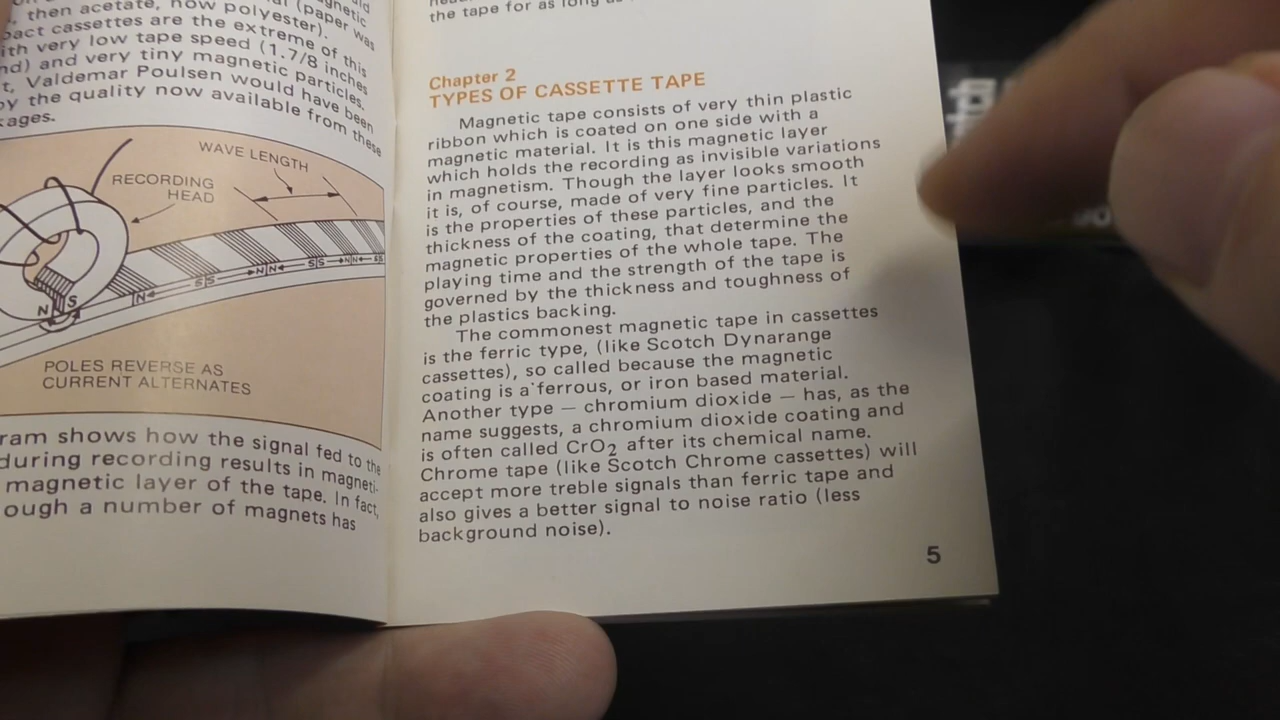 , then acetate, now polyester).
pact cassettes are the extreme of this
ith very low tape speed (1.7/8 inches
nd) and very tiny magnetic particles.
t, Valdemar Poulsen would have been
by the quality now available from these
kages.
WAVE LENGTH
RECORDING
HEAD
N S
N
S S
N N
S S
N N
POLES REVERSE AS
CURRENT ALTERNATES
ram shows how the signal fed to the
during recording results in magneti-
magnetic layer of the tape. In fact,
ough a number of magnets has
the tape for as long as
Chapter 2
TYPES OF CASSETTE TAPE
Magnetic tape consists of very thin plastic
ribbon which is coated on one side with a
magnetic material. It is this magnetic layer
which holds the recording as invisible variations
in magnetism. Though the layer looks smooth
it is, of course, made of very fine particles. It
is the properties of these particles, and the
thickness of the coating, that determine the
magnetic properties of the whole tape. The
playing time and the strength of the tape is
governed by the thickness and toughness of
the plastics backing.
The commonest magnetic tape in cassettes
is the ferric type, (like Scotch Dynarange
cassettes), so called because the magnetic
coating is a ferrous, or iron based material.
Another type — chromium dioxide — has, as the
name suggests, a chromium dioxide coating and
is often called CrO2 after its chemical name.
Chrome tape (like Scotch Chrome cassettes) will
accept more treble signals than ferric tape and
also gives a better signal to noise ratio (less
background noise).
5